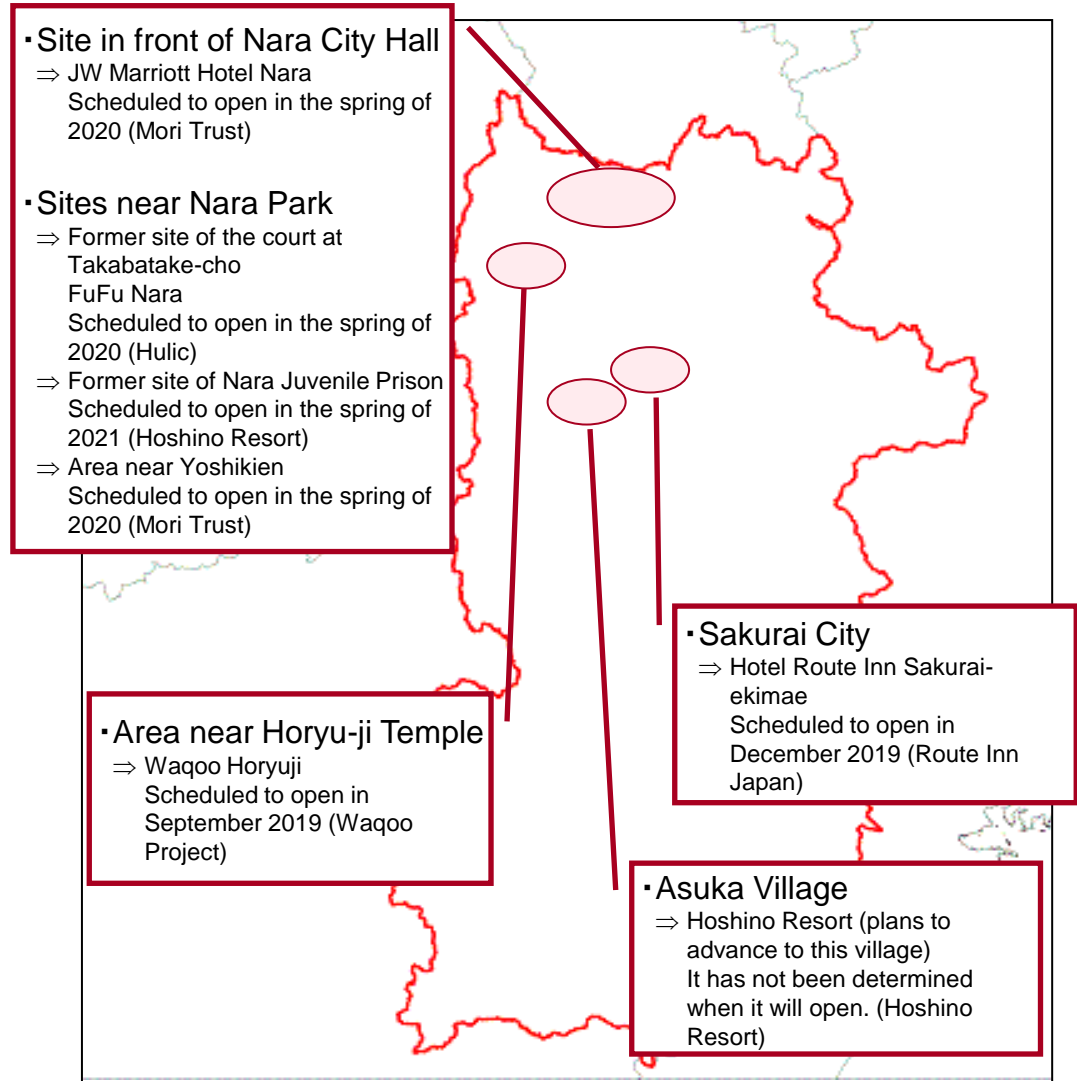 ・Site in front of Nara City Hall
⇒ JW Marriott Hotel Nara
Scheduled to open in the spring of
2020 (Mori Trust)
・Sites near Nara Park
⇒ Former site of the court at
Takabatake-cho
FuFu Nara
Scheduled to open in the spring of
2020 (Hulic)
⇒ Former site of Nara Juvenile Prison
Scheduled to open in the spring of
2021 (Hoshino Resort)
⇒ Area near Yoshikien
Scheduled to open in the spring of
2020 (Mori Trust)
・Sakurai City
⇒ Hotel Route Inn Sakurai-
ekimae
Scheduled to open in
December 2019 (Route Inn
Japan)
・Area near Horyu-ji Temple
⇒ Waqoo Horyuji
Scheduled to open in
September 2019 (Waqoo
Project)
・Asuka Village
⇒ Hoshino Resort (plans to
advance to this village)
It has not been determined
when it will open. (Hoshino
Resort)